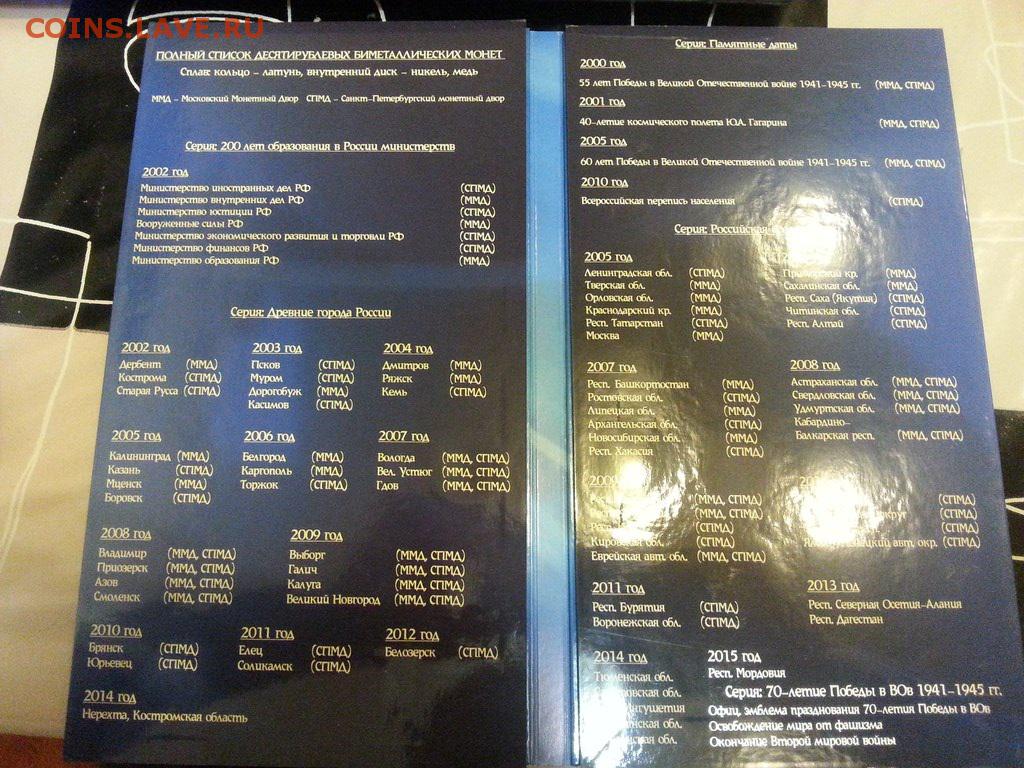 COINS.LAVE.RU
ПОЛНЫЙ СПИСОК ДЕСЯТИРУБЛЕВЫХ БИМЕТАЛЛИЧЕСКИХ МОНЕТ
Сплав: кольцо – латунь, внутренний диск – никель, медь
ММД – Московский Монетный Двор СПМД – Санкт-Петербургский монетный двор
Серия: 200 лет образования в России министерств
2002 год
Министерство иностранных дел РФ (СПМД)
Министерство внутренних дел РФ (ММД)
Министерство юстиции РФ (СПМД)
Вооруженные силы РФ (ММД)
Министерство экономического развития и торговли РФ (СПМД)
Министерство финансов РФ (СПМД)
Министерство образования РФ (ММД)
Серия: Древние города России
2002 год 2003 год 2004 год
Дербент (ММД) Псков (СПМД) Дмитров (ММД)
Кострома (СПМД) Муром (СПМД) Ряжск (ММД)
Старая Русса (СПМД) Дорогобуж (ММД) Кемь (СПМД)
Касимов (СПМД)
2005 год 2006 год 2007 год
Калининград (ММД) Белгород (ММД) Вологда (ММД, СПМД)
Казань (СПМД) Каргополь (ММД) Вел. Устюг (ММД, СПМД)
Мценск (ММД) Торжок (СПМД) Гдов (ММД, СПМД)
Боровск (СПМД)
2008 год 2009 год
Владимир (ММД, СПМД) Выборг (ММД, СПМД)
Приозерск (ММД, СПМД) Галич (ММД, СПМД)
Азов (ММД, СПМД) Калуга (ММД, СПМД)
Смоленск (ММД, СПМД) Великий Новгород (ММД, СПМД)
2010 год 2011 год 2012 год
Брянск (СПМД) Елец (СПМД) Белозерск (СПМД)
Юрьевец (СПМД) Соликамск (СПМД)
2014 год
Нерехта, Костромская область
Серия: Памятные даты
2000 год
55 лет Победы в Великой Отечественной войне 1941-1945 гг. (ММД, СПМД)
2001 год
40-летие космического полета Ю.А. Гагарина (ММД, СПМД)
2005 год
60 лет Победы в Великой Отечественной войне 1941-1945 гг. (ММД, СПМД)
2010 год
Всероссийская перепись населения (СПМД)
Серия: Российская
2005 год
Ленинградская обл. (СПМД) Приморский кр. (ММД)
Тверская обл. (ММД) Сахалинская обл. (ММД)
Орловская обл. (ММД) Респ. Саха (Якутия) (СПМД)
Краснодарский кр. (ММД) Читинская обл. (СПМД)
Респ. Татарстан (СПМД) Респ. Алтай (СПМД)
Москва (ММД)
2007 год 2008 год
Респ. Башкортостан (ММД) Астраханская обл. (ММД, СПМД)
Ростовская обл. (СПМД) Свердловская обл. (ММД, СПМД)
Липецкая обл. (ММД) Удмуртская обл. (ММД, СПМД)
Архангельская обл. (СПМД) Кабардино-
Новосибирская обл. (ММД) Балкарская респ. (ММД, СПМД)
Респ. Хакасия (СПМД)
2009
(ММД, СПМД) (СПМД)
(ММД, СПМД) (СПМД)
(СПМД) (СПМД)
Кировская обл. (СПМД) авт. окр. (СПМД)
Еврейская авт. обл. (ММД, СПМД)
2011 год 2013 год
Респ. Бурятия (СПМД) Респ. Северная Осетия-Алания
Воронежская обл. (СПМД) Респ. Дагестан
2014 год 2015 год
Тюменская обл. Респ. Мордовия
обл. Серия: 70-летие Победы в ВОв 1941-1945 гг.
Офиц. эмблема празднования 70-летия Победы в ВОв
обл. Освобождение мира от фашизма
обл. Окончание Второй мировой войны